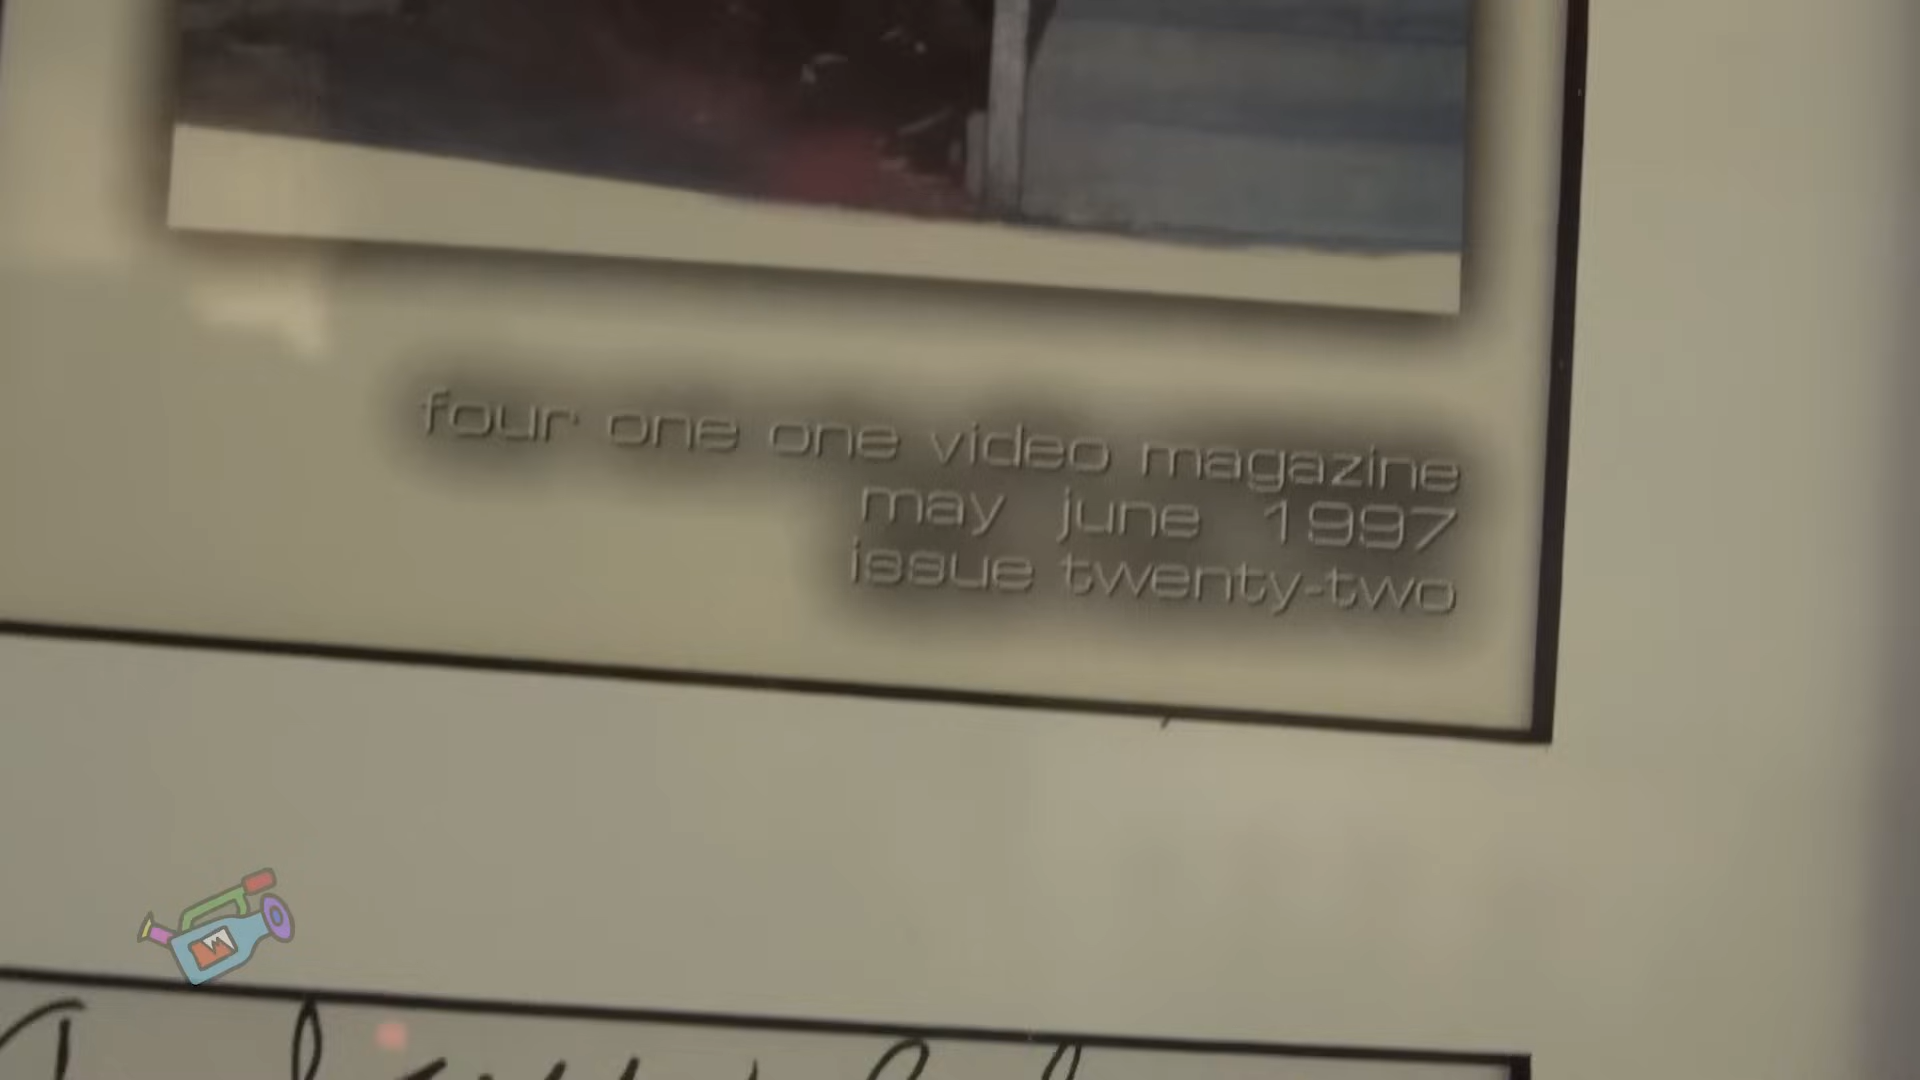 four one one video magazine
may june 1997
issue twenty-two